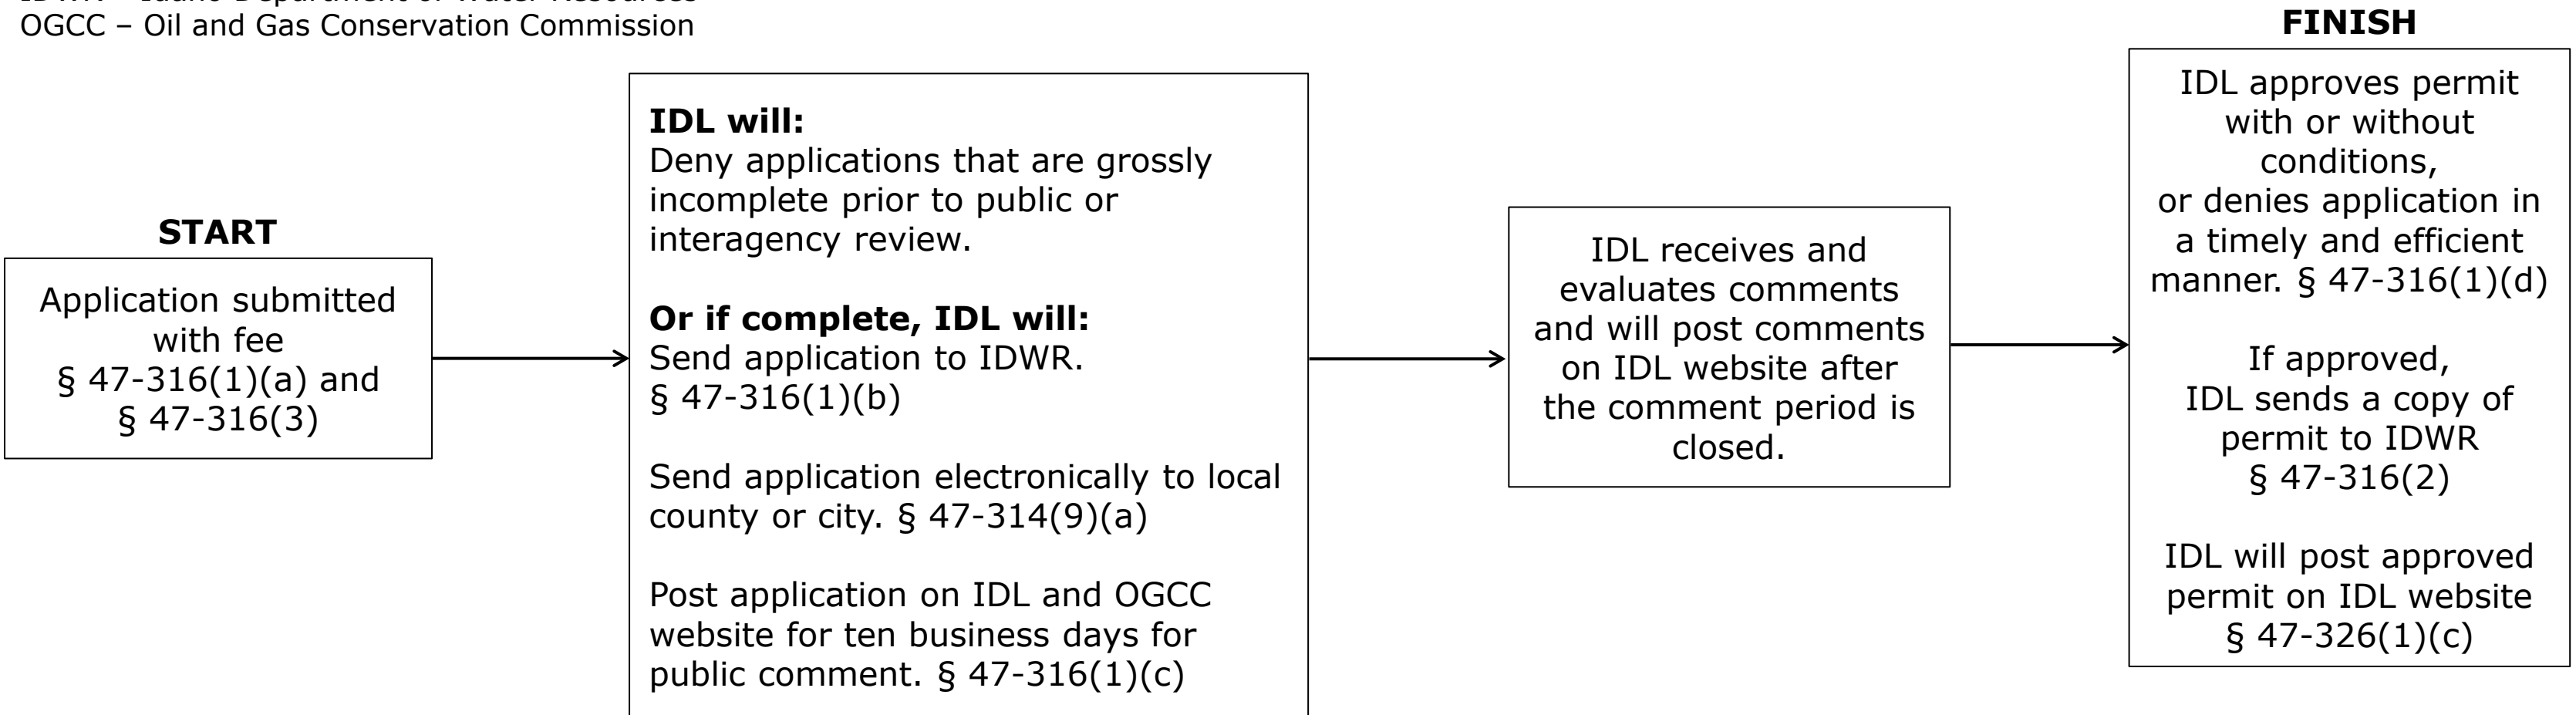 IDWR – Idaho Department of Water Resources
OGCC – Oil and Gas Conservation Commission
START
Application submitted
with fee
§ 47-316(1)(a) and
§ 47-316(3)
IDL will:
Deny applications that are grossly
incomplete prior to public or
interagency review.
Or if complete, IDL will:
Send application to IDWR.
§ 47-316(1)(b)
Send application electronically to local
county or city. § 47-314(9)(a)
Post application on IDL and OGCC
website for ten business days for
public comment. § 47-316(1)(c)
IDL receives and
evaluates comments
and will post comments
on IDL website after
the comment period is
closed.
FINISH
IDL approves permit
with or without
conditions,
or denies application in
a timely and efficient
manner. § 47-316(1)(d)
If approved,
IDL sends a copy of
permit to IDWR
§ 47-316(2)
IDL will post approved
permit on IDL website
§ 47-326(1)(c)